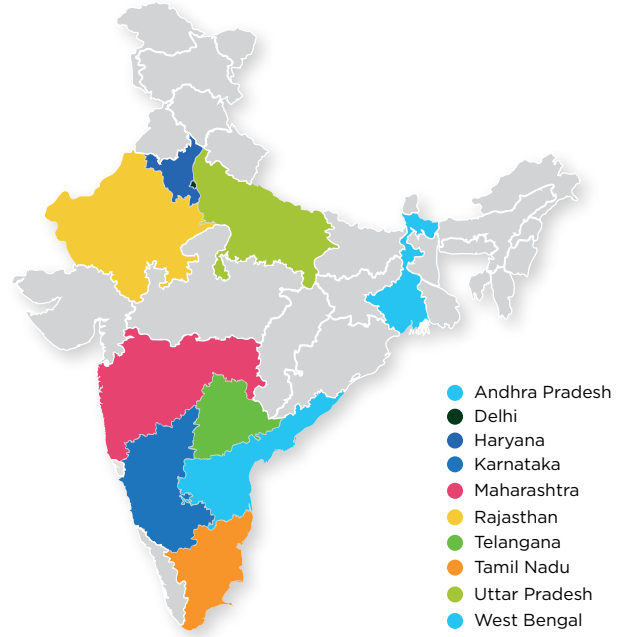 Andhra Pradesh
Delhi
Haryana
Karnataka
Maharashtra
Rajasthan
Telangana
Tamil Nadu
Uttar Pradesh
West Bengal